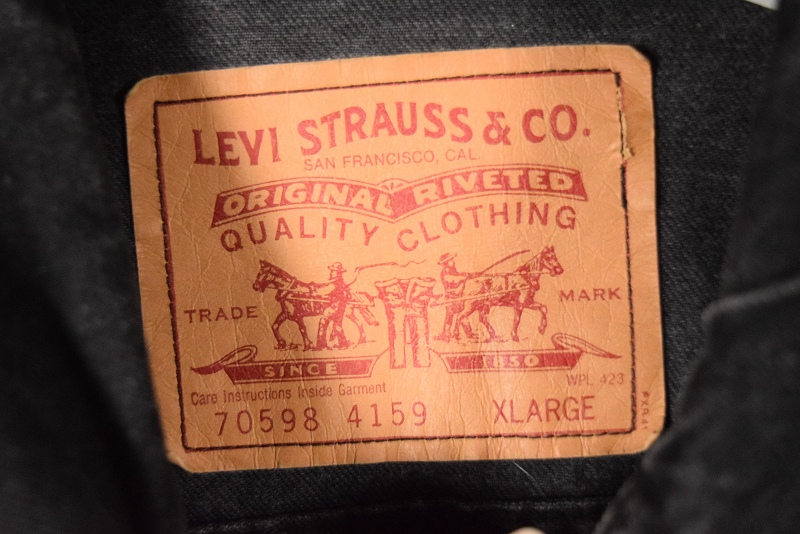 LEVI STRAUSS & CO.
SAN FRANCISCO, CAL.
ORIGINAL RIVETED
QUALITY CLOTHING
TRADE MARK
SINCE 1850
WPL 423
Care Instructions Inside Garment
70598 4159 XLARGE